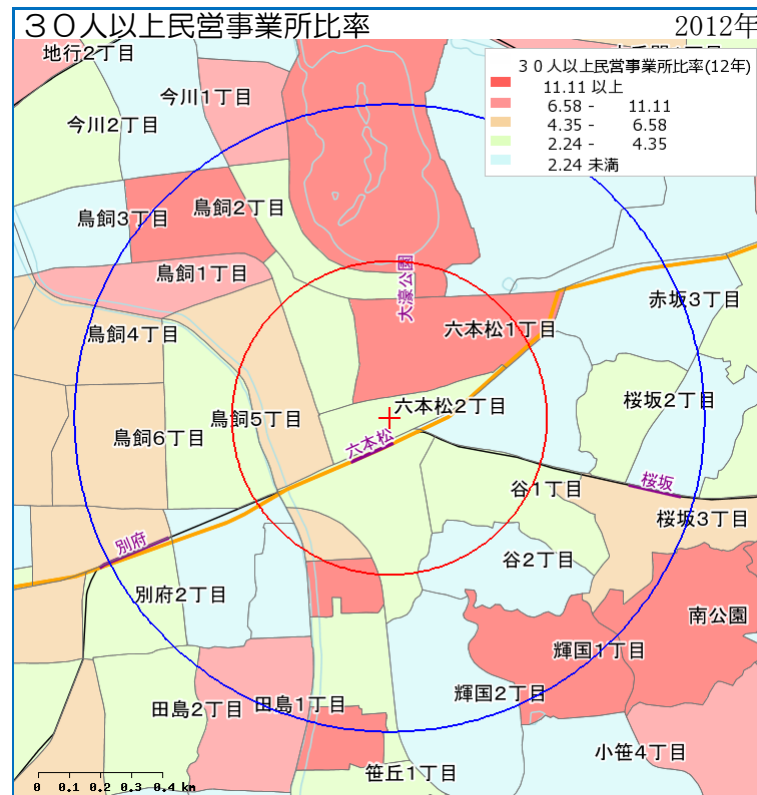 ３０人以上民営事業所比率
2012年
地行2丁目
３０人以上民営事業所比率(12年)
11.11 以上
6.58 - 11.11
4.35 - 6.58
2.24 - 4.35
2.24 未満
今川1丁目
今川2丁目
鳥飼2丁目
鳥飼3丁目
鳥飼1丁目
大濠公園
赤坂3丁目
鳥飼4丁目
六本松1丁目
六本松2丁目
桜坂2丁目
鳥飼5丁目
鳥飼6丁目
六本松
桜坂
谷1丁目
桜坂3丁目
別府
谷2丁目
別府2丁目
南公園
輝国1丁目
輝国2丁目
田島1丁目
田島2丁目
小笹4丁目
笹丘1丁目
0 0.1 0.2 0.3 0.4 km